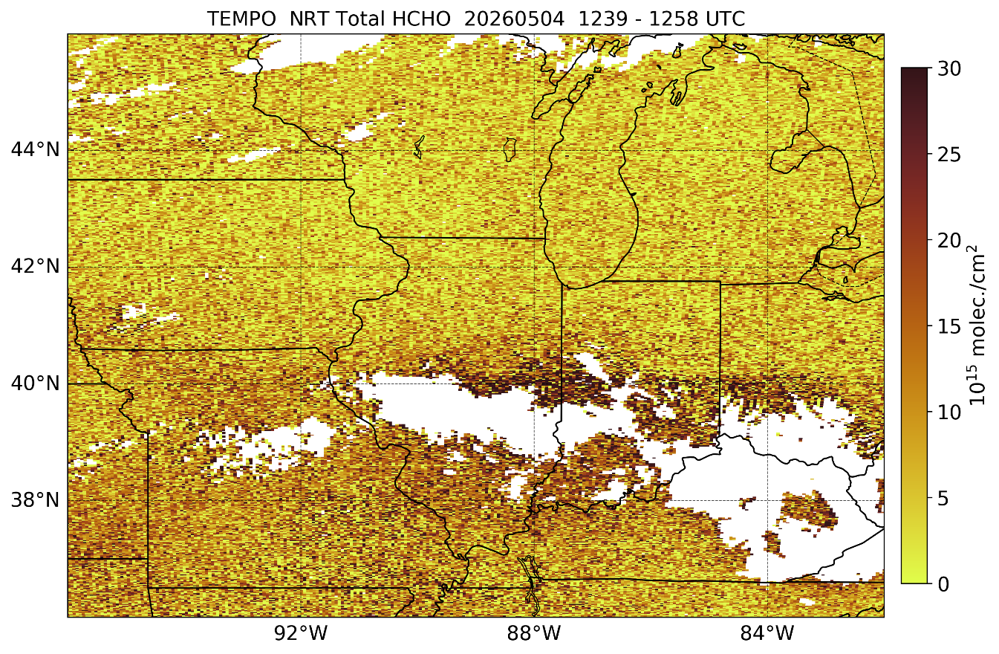 TEMPO NRT Total HCHO 20260504 1239 - 1258 UTC
44°N
42°N
40°N
38°N
92°W
88°W
84°W
30
25
20
15
10
5
0
10¹⁵ molec./cm²